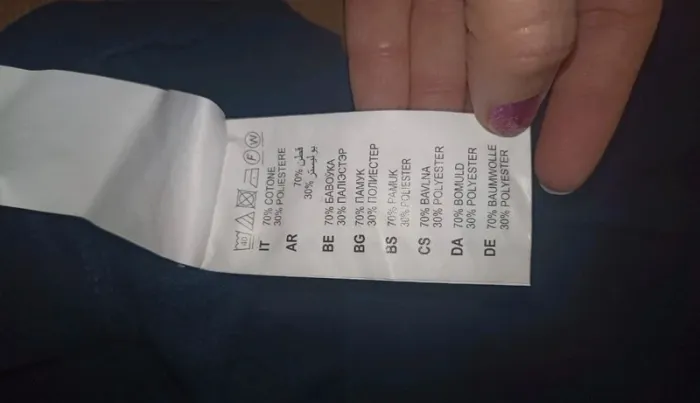 40 F W
IT 70% COTONE
30% POLIESTERE
AR 70% قطن
30% بوليستر
BE 70% БАВОЎКА
30% ПАЛІЭСТЭР
BG 70% ПАМУК
30% ПОЛИЕСТЕР
BS 70% PAMUK
30% POLIESTER
CS 70% BAVLNA
30% POLYESTER
DA 70% BOMULD
30% POLYESTER
DE 70% BAUMWOLLE
30% POLYESTER